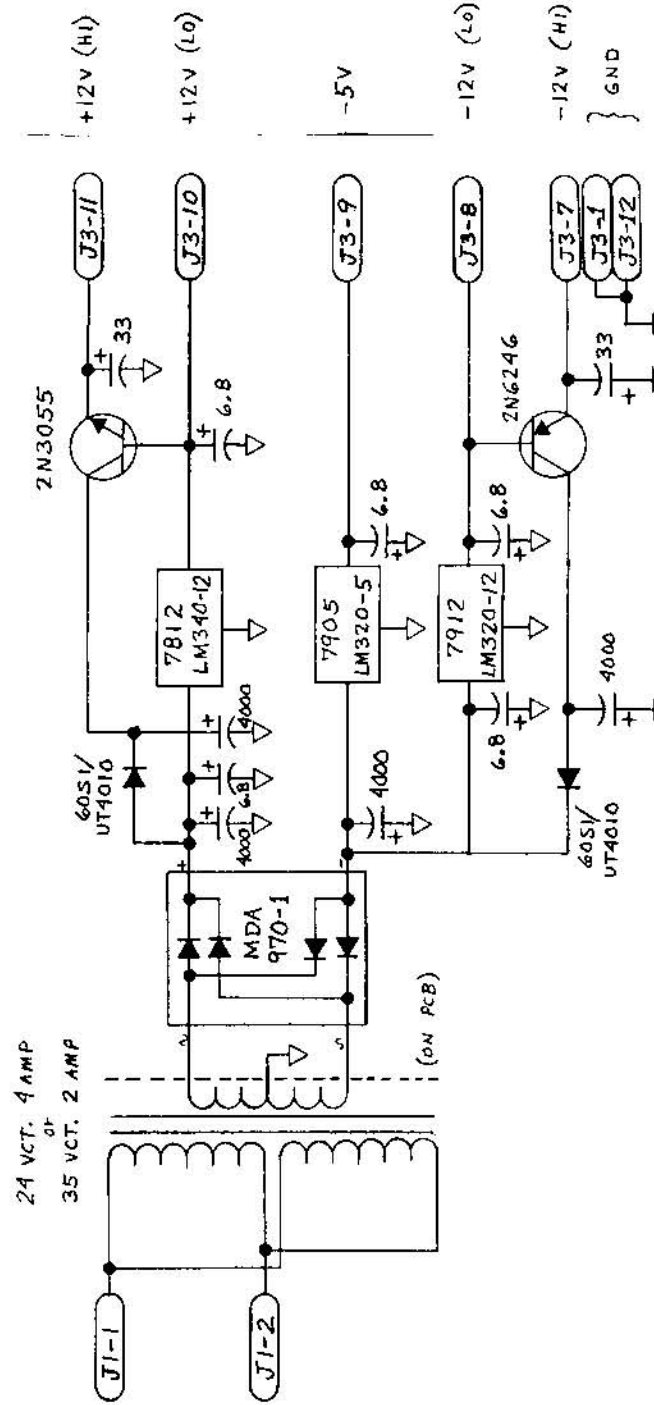 24 VCT. 4 AMP
or
35 VCT. 2 AMP
J1-1
J1-2
(ON PCB)
MDA
970-1
+
-
~
~
60S1/
UT4010
4000
+
6.8
+
4000
+
7812
LM340-12
2N3055
+
33
+
6.8
J3-11
+12V (HI)
J3-10
+12V (LO)
4000
+
7905
LM320-5
6.8
+
J3-9
-5V
6.8
+
7912
LM320-12
6.8
+
J3-8
-12V (LO)
60S1/
UT4010
4000
+
2N6246
33
+
J3-7
-12V (HI)
J3-1
J3-12
} GND